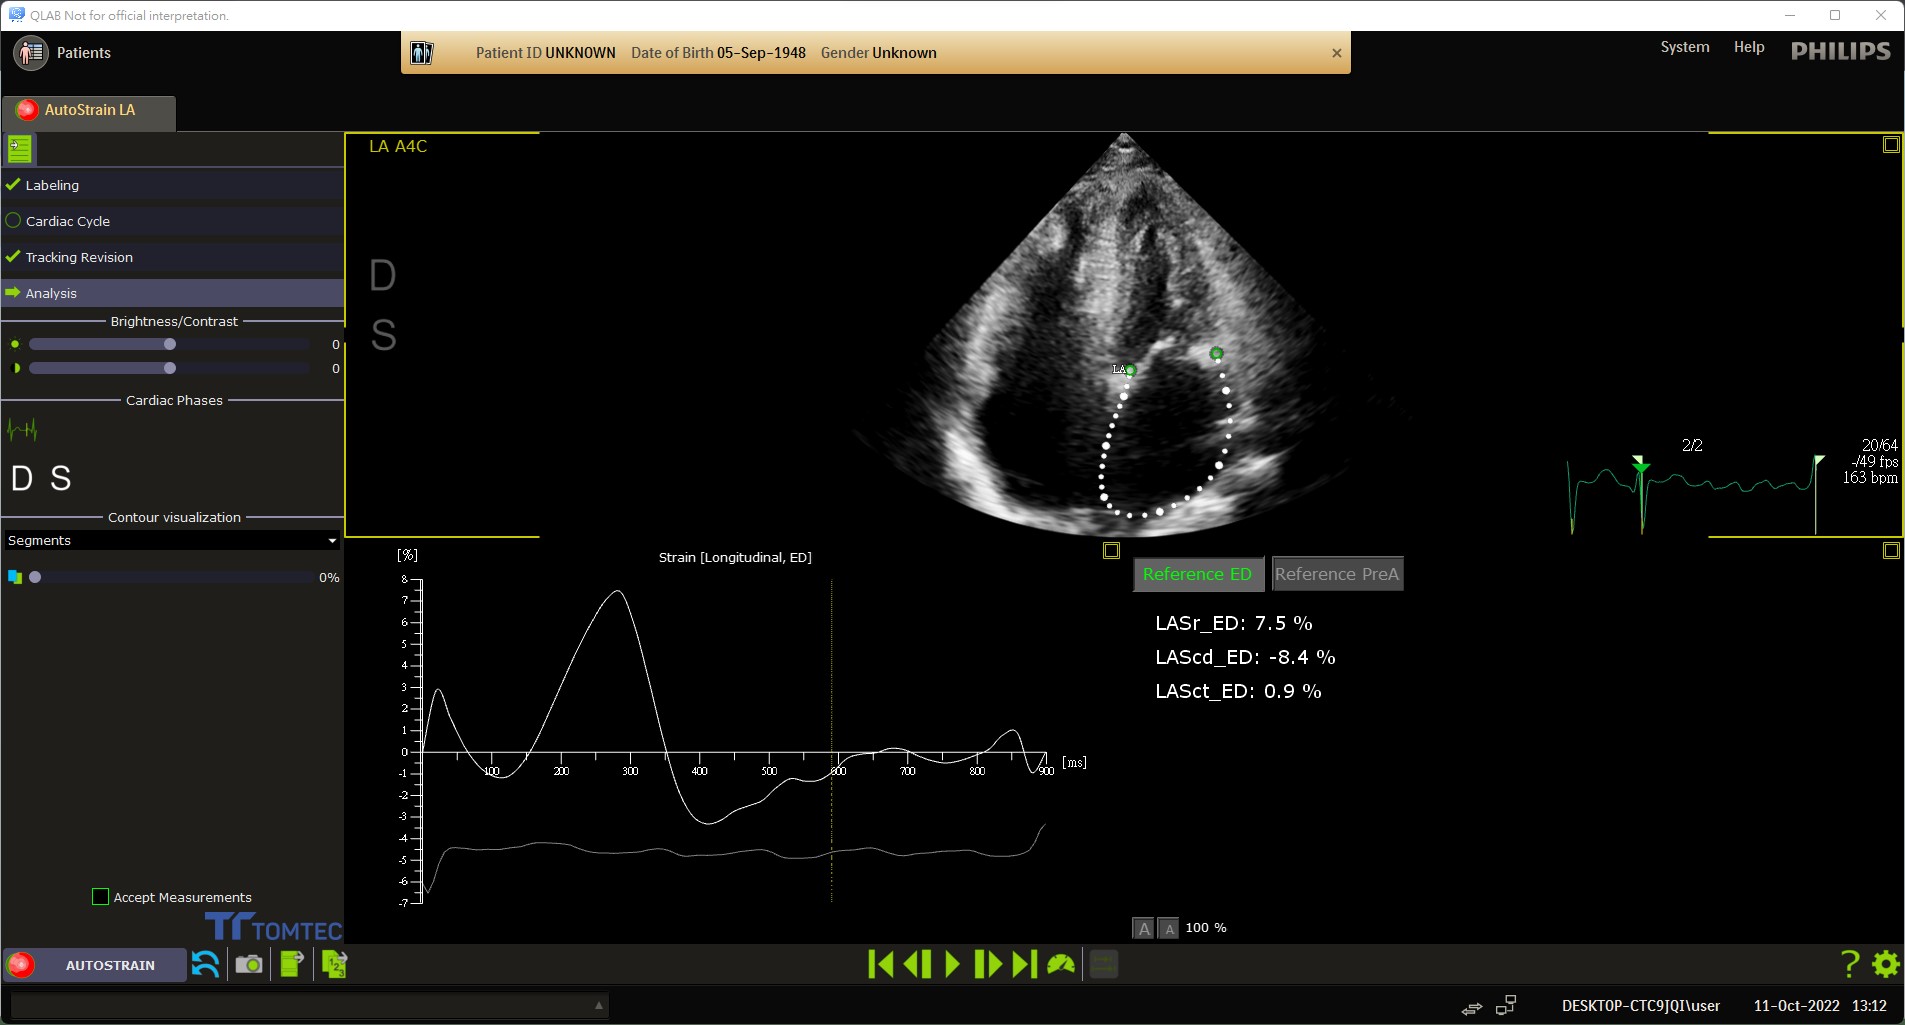 QLAB Not for official interpretation.
Patients
Patient ID UNKNOWN Date of Birth 05-Sep-1948 Gender Unknown
System Help PHILIPS
AutoStrain LA
Labeling
Cardiac Cycle
Tracking Revision
Analysis
Brightness/Contrast
0
0
Cardiac Phases
D S
Contour visualization
Segments
0%
Accept Measurements
TOMTEC
LA A4C
D
S
LA
2/2
20/64
-/49 fps
163 bpm
[%]
Strain [Longitudinal, ED]
8
7
6
5
4
3
2
1
0
-1
-2
-3
-4
-5
-6
-7
100 200 300 400 500 600 700 800 900 [ms]
Reference ED Reference PreA
LASr_ED: 7.5 %
LAScd_ED: -8.4 %
LASct_ED: 0.9 %
A A 100 %
AUTOSTRAIN
1 2 3
?
DESKTOP-CTC9JQI\user 11-Oct-2022 13:12